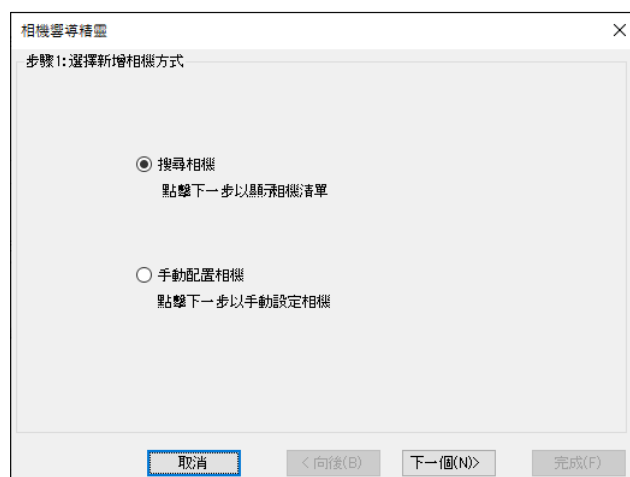 相機嚮導精靈
步驟1:選擇新增相機方式
搜尋相機
點擊下一步以顯示相機清單
手動配置相機
點擊下一步以手動設定相機
取消
<向後(B)
下一個(N)>
完成(F)